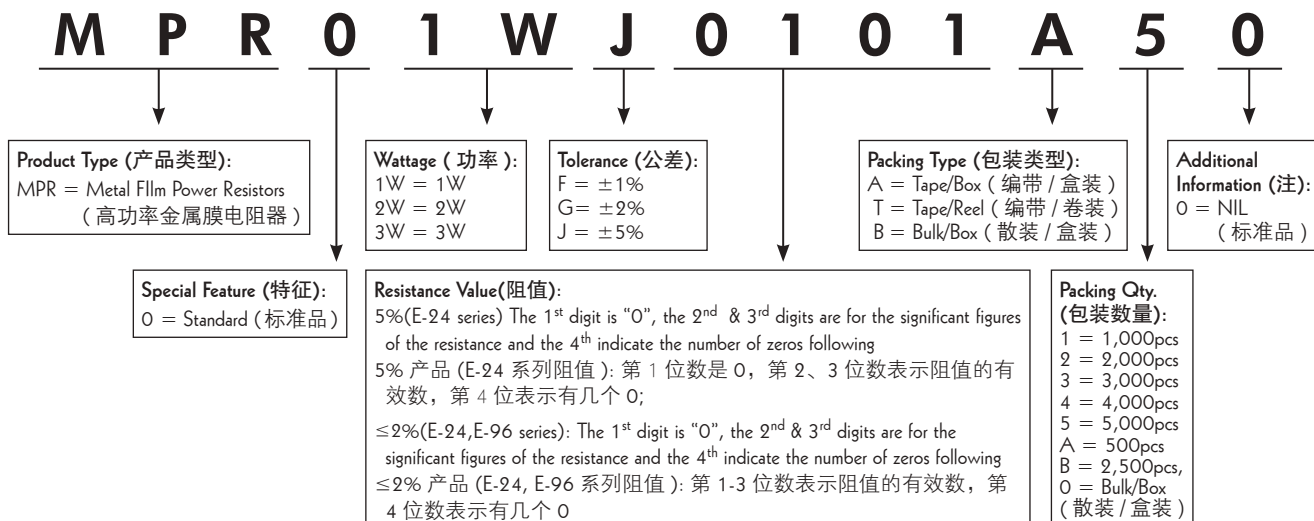 M P R 0 1 W J 0 1 0 1 A 5 0
Product Type (产品类型):
MPR = Metal FIlm Power Resistors
(高功率金属膜电阻器)
Wattage ( 功率 ):
1W = 1W
2W = 2W
3W = 3W
Tolerance (公差):
F = ±1%
G= ±2%
J = ±5%
Packing Type (包装类型):
A = Tape/Box ( 编带 / 盒装 )
T = Tape/Reel ( 编带 / 卷装 )
B = Bulk/Box ( 散装 / 盒装 )
Additional
Information (注):
0 = NIL
(标准品)
Special Feature (特征):
0 = Standard (标准品)
Resistance Value(阻值):
5%(E-24 series) The 1st digit is “0”, the 2nd & 3rd digits are for the significant figures
of the resistance and the 4th indicate the number of zeros following
5% 产品 (E-24 系列阻值 ): 第 1 位数是 0，第 2、3 位数表示阻值的有
效数，第 4 位表示有几个 0;
≤2%(E-24,E-96 series): The 1st digit is “0”, the 2nd & 3rd digits are for the
significant figures of the resistance and the 4th indicate the number of zeros following
≤2% 产品 (E-24, E-96 系列阻值 ): 第 1-3 位数表示阻值的有效数，第
4 位数表示有几个 0
Packing Qty.
(包装数量):
1 = 1,000pcs
2 = 2,000pcs
3 = 3,000pcs
4 = 4,000pcs
5 = 5,000pcs
A = 500pcs
B = 2,500pcs,
0 = Bulk/Box
( 散装 / 盒装 )